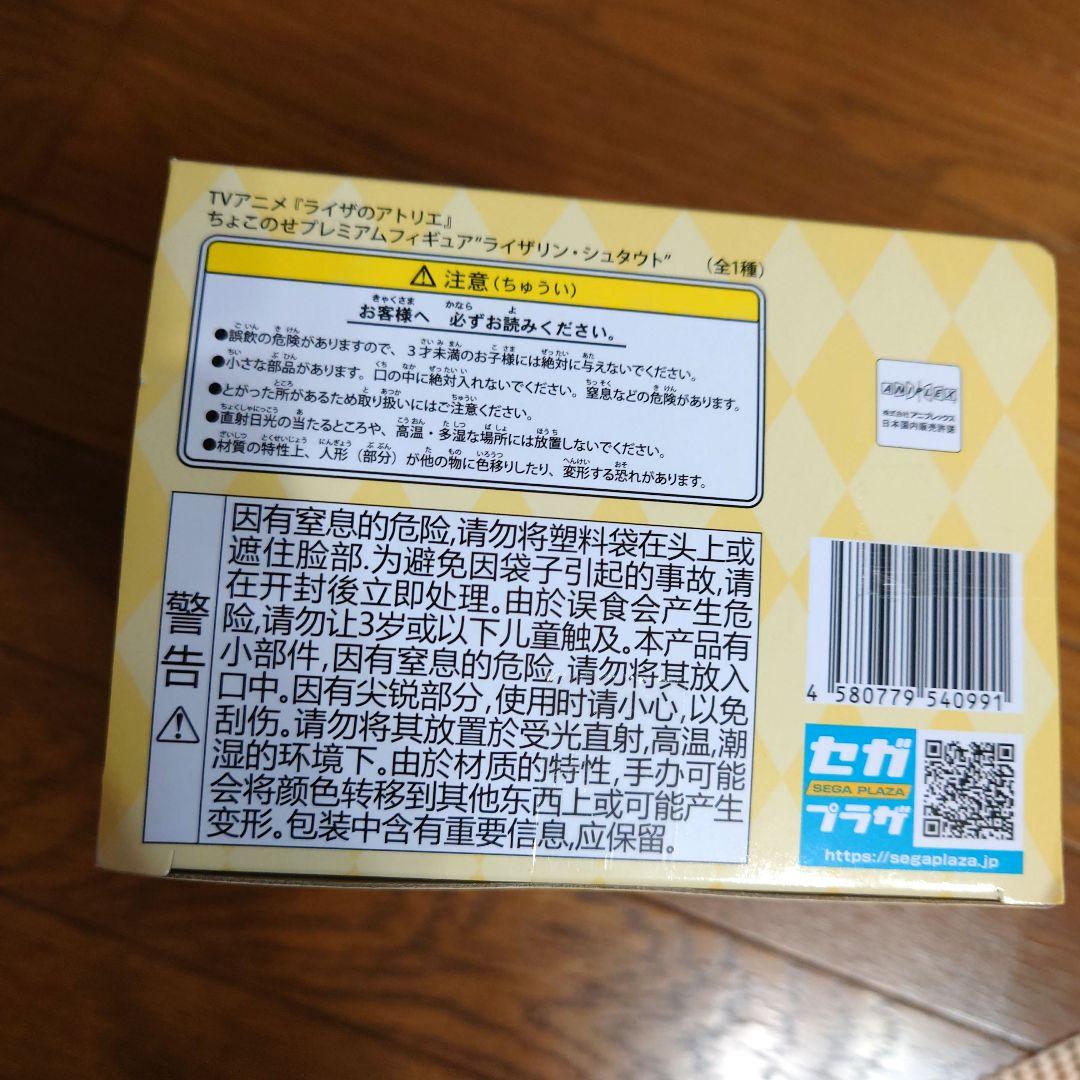 TVアニメ『ライザのアトリエ』
ちょこのせプレミアムフィギュア"ライザリン・シュタウト" (全1種)
⚠ 注意(ちゅうい)
お客様へ 必ずお読みください。
●誤飲の危険がありますので、3才未満のお子様には絶対に与えないでください。
●小さな部品があります。口の中に絶対入れないでください。窒息などの危険があります。
●とがった所があるため取り扱いにはご注意ください。
●直射日光の当たるところや、高温・多湿な場所には放置しないでください。
●材質の特性上、人形(部分)が他の物に色移りしたり、変形する恐れがあります。
ANIPLEX
株式会社アニプレックス
日本国内販売許諾
警告
因有窒息的危险,请勿将塑料袋在头上或
遮住脸部.为避免因袋子引起的事故,请
在开封後立即处理。由於误食会产生危
险,请勿让3岁或以下儿童触及。本产品有
小部件,因有窒息的危险,请勿将其放入
口中。因有尖锐部分,使用时请小心,以免
刮伤。请勿将其放置於受光直射,高温,潮
湿的环境下。由於材质的特性,手办可能
会将颜色转移到其他东西上或可能产生
变形。包装中含有重要信息,应保留。
4 580779 540991
セガ
SEGA PLAZA
プラザ
https://segaplaza.jp